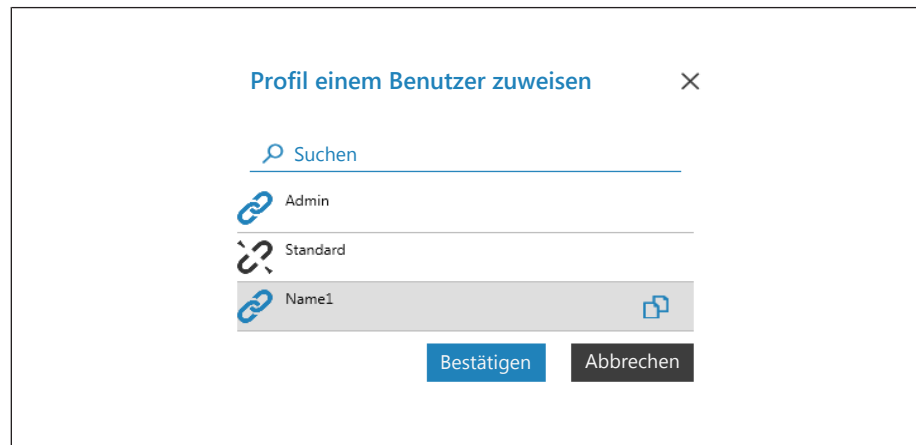 Profil einem Benutzer zuweisen
Suchen
Admin
Standard
Name1
Bestätigen Abbrechen